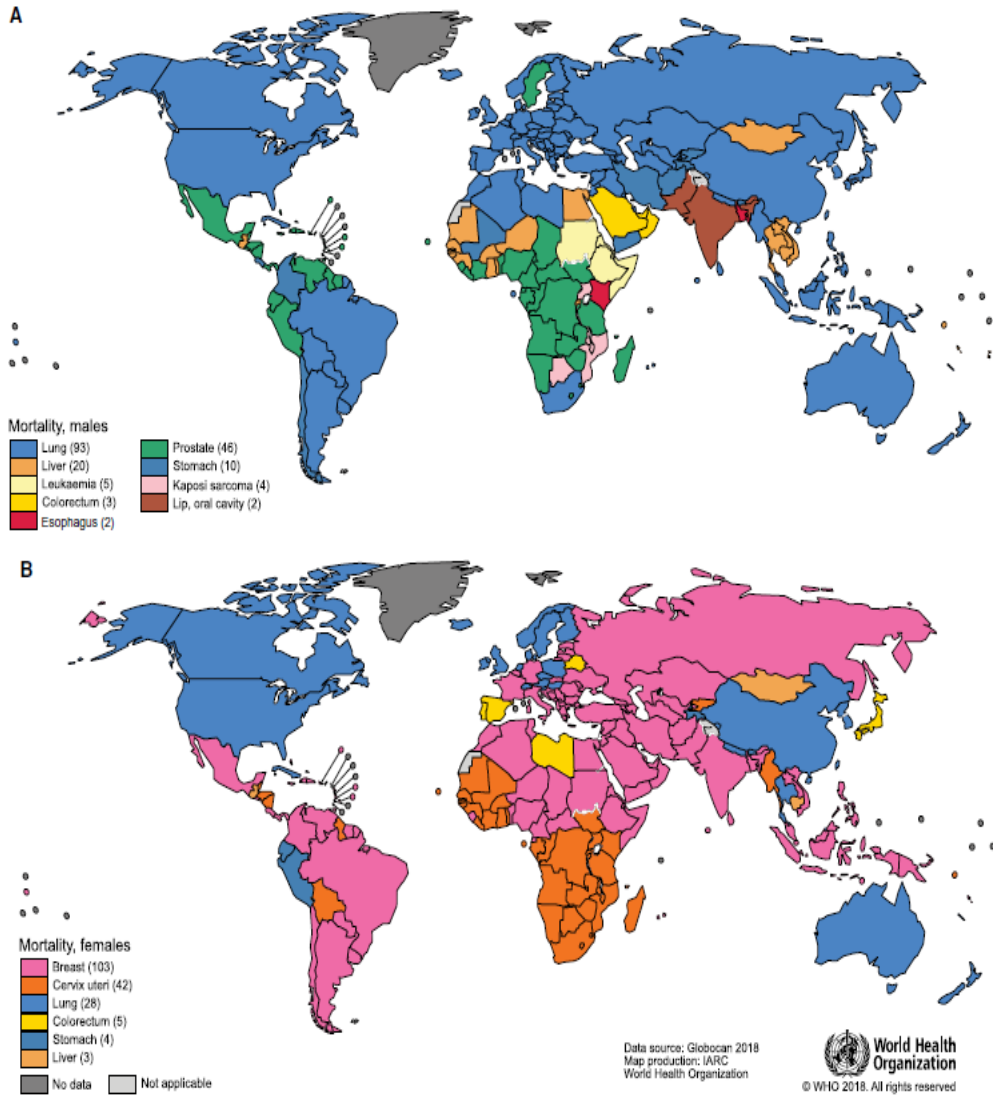 A
Mortality, males
Lung (93)
Liver (20)
Leukaemia (5)
Colorectum (3)
Esophagus (2)
Prostate (46)
Stomach (10)
Kaposi sarcoma (4)
Lip, oral cavity (2)
B
Mortality, females
Breast (103)
Cervix uteri (42)
Lung (28)
Colorectum (5)
Stomach (4)
Liver (3)
No data
Not applicable
Data source: Globocan 2018
Map production: IARC
World Health Organization
World Health
Organization
© WHO 2018. All rights reserved